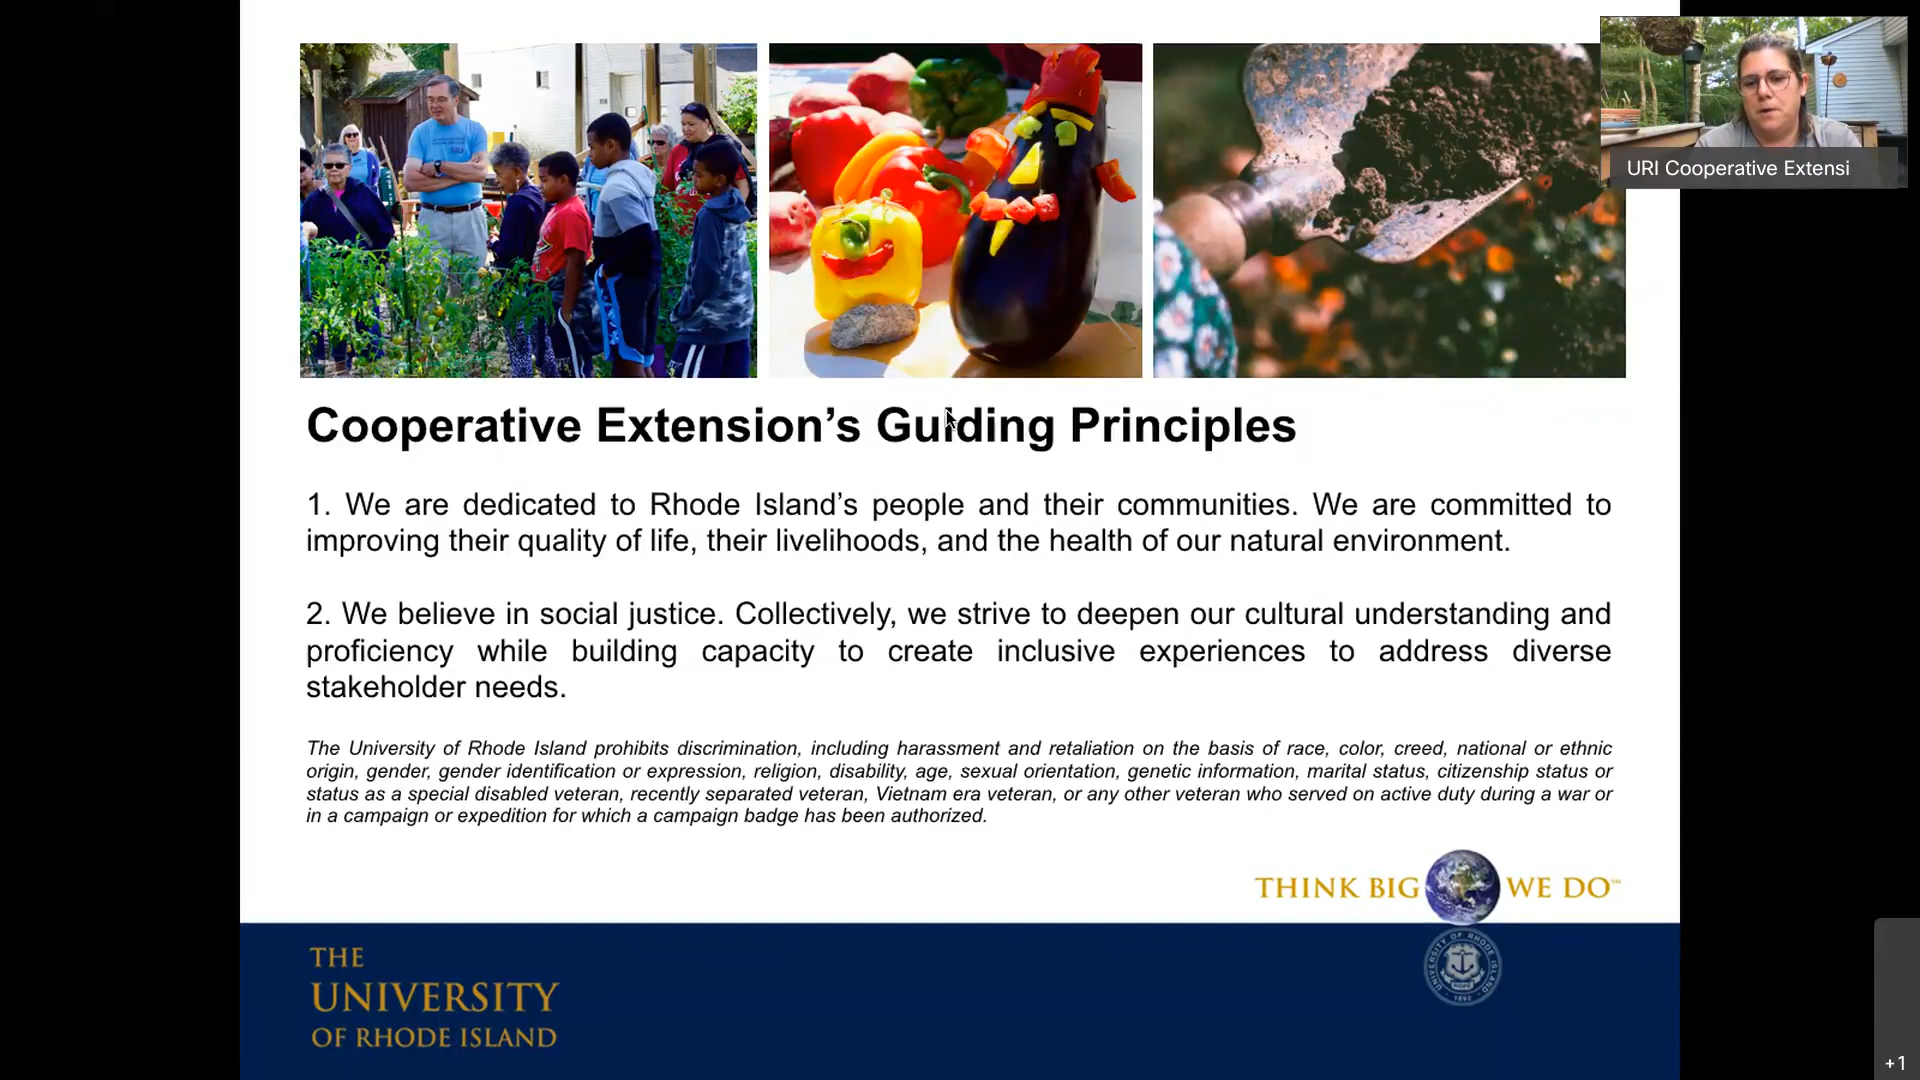 URI Cooperative Extensi
Cooperative Extension’s Guiding Principles
1. We are dedicated to Rhode Island’s people and their communities. We are committed to
improving their quality of life, their livelihoods, and the health of our natural environment.
2. We believe in social justice. Collectively, we strive to deepen our cultural understanding and
proficiency while building capacity to create inclusive experiences to address diverse
stakeholder needs.
The University of Rhode Island prohibits discrimination, including harassment and retaliation on the basis of race, color, creed, national or ethnic
origin, gender, gender identification or expression, religion, disability, age, sexual orientation, genetic information, marital status, citizenship status or
status as a special disabled veteran, recently separated veteran, Vietnam era veteran, or any other veteran who served on active duty during a war or
in a campaign or expedition for which a campaign badge has been authorized.
THINK BIG WE DO℠
THE
UNIVERSITY
OF RHODE ISLAND
UNIVERSITY OF RHODE ISLAND
HOPE
1892
+1